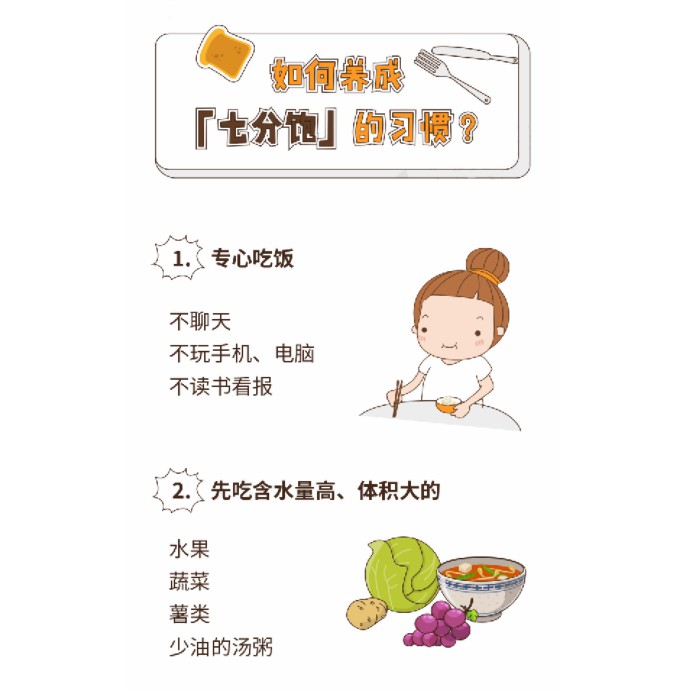 如何养成
「七分饱」的习惯？
1. 专心吃饭
不聊天
不玩手机、电脑
不读书看报
2. 先吃含水量高、体积大的
水果
蔬菜
薯类
少油的汤粥